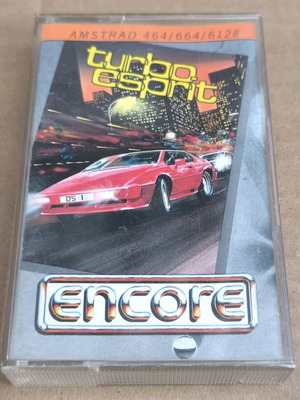 AMSTRAD 464/664/6128
turbo
esprit
DS 1
encore